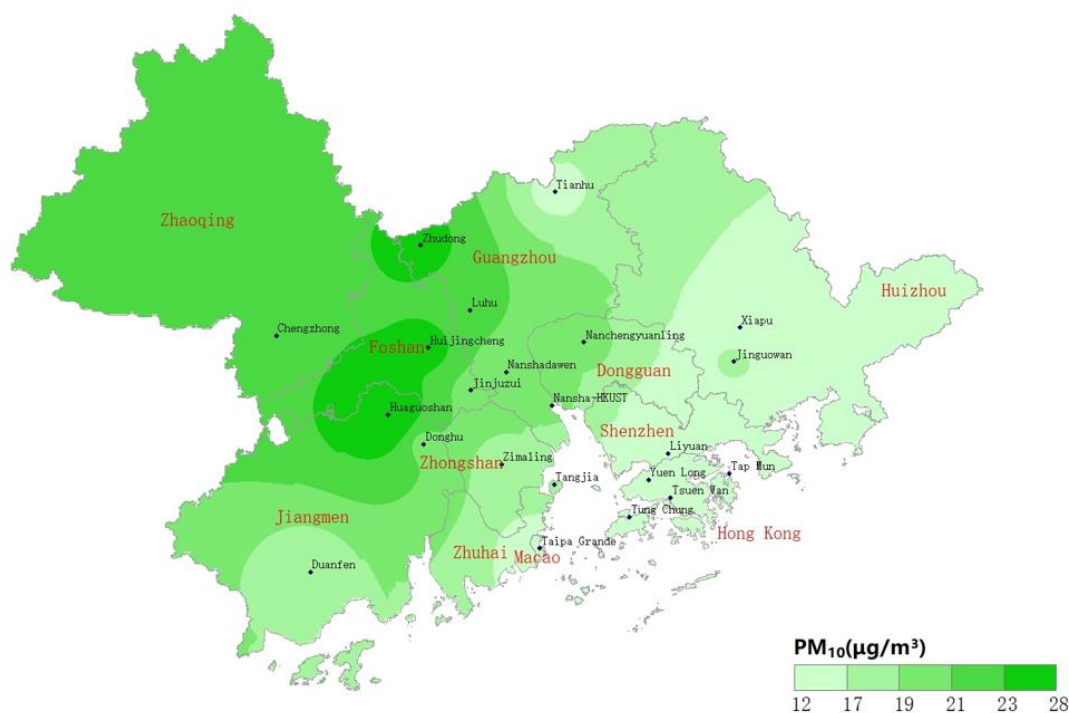 Tianhu
Zhaoqing
Zhudong
Guangzhou
Huizhou
Luhu
Xiapu
Chengzhong
Nanchengyuanling
Foshan
Huijingcheng
Jinguowan
Nanshadawen
Dongguan
Jinjuzui
Nansha-HKUST
Huaguoshan
Shenzhen
Donghu
Liyuan
Zhongshan
Zimaling
Tap Mun
Yuen Long
Tangjia
Tsuen Wan
Tung Chung
Jiangmen
Hong Kong
Taipa Grande
Zhuhai
Macao
Duanfen
PM₁₀(μg/m³)
12 17 19 21 23 28